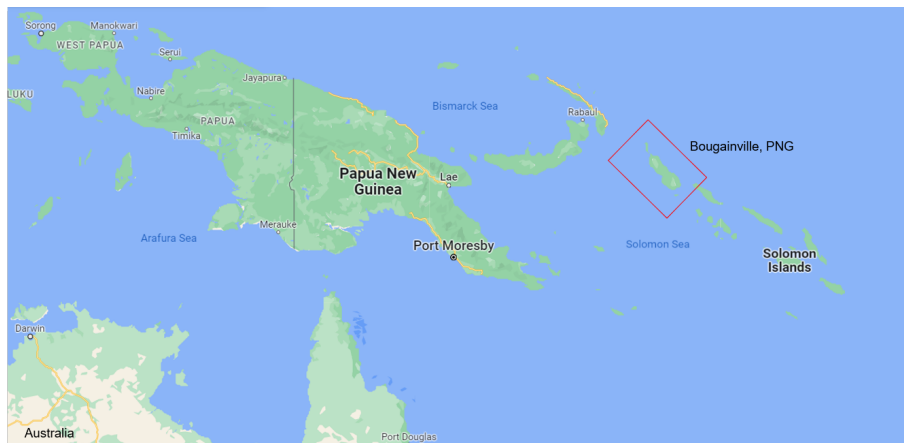 Sorong
Manokwari
WEST PAPUA
Serui
Jayapura
Nabire
LUKU
PAPUA
Timika
Bismarck Sea
Rabaul
Bougainville, PNG
Papua New
Guinea
Lae
Merauke
Arafura Sea
Port Moresby
Solomon Sea
Solomon
Islands
Darwin
Australia
Port Douglas